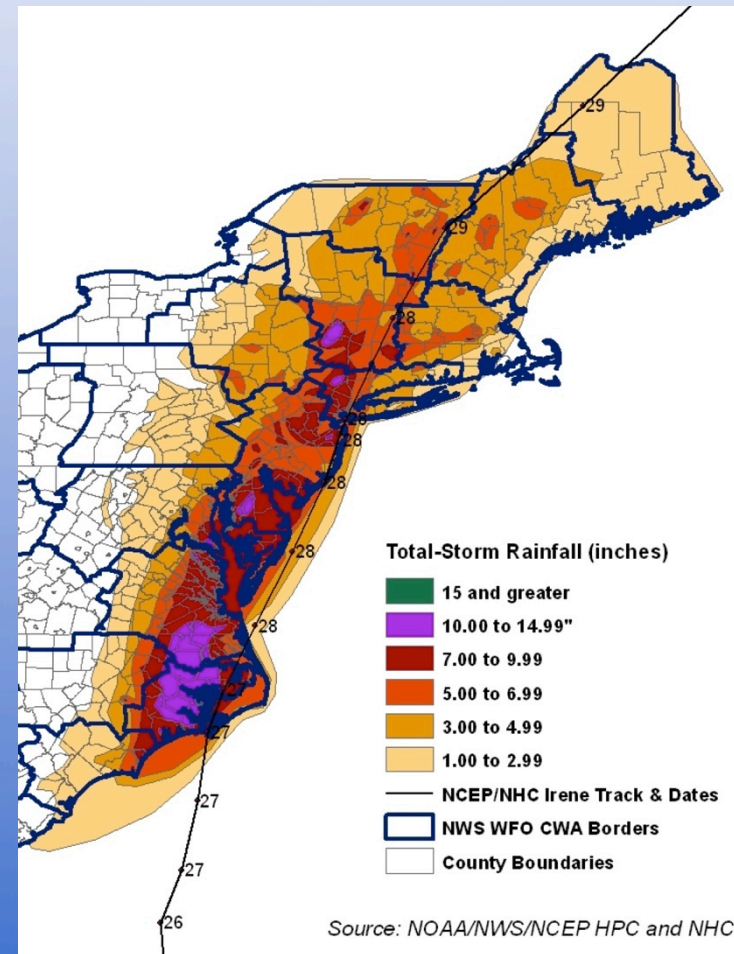 29
29
28
28
28
28
28
28
27
27
27
27
26
Total-Storm Rainfall (inches)
15 and greater
10.00 to 14.99"
7.00 to 9.99
5.00 to 6.99
3.00 to 4.99
1.00 to 2.99
NCEP/NHC Irene Track & Dates
NWS WFO CWA Borders
County Boundaries
Source: NOAA/NWS/NCEP HPC and NHC